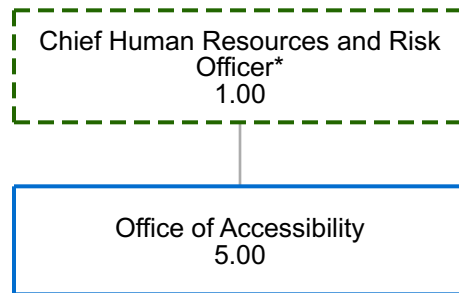 Chief Human Resources and Risk
Officer*
1.00
Office of Accessibility
5.00